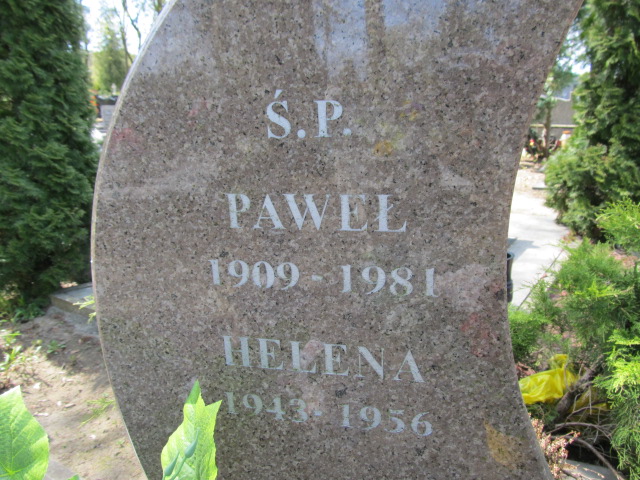 Ś.P.
PAWEŁ
1909 - 1981
HELENA
1943 - 1956